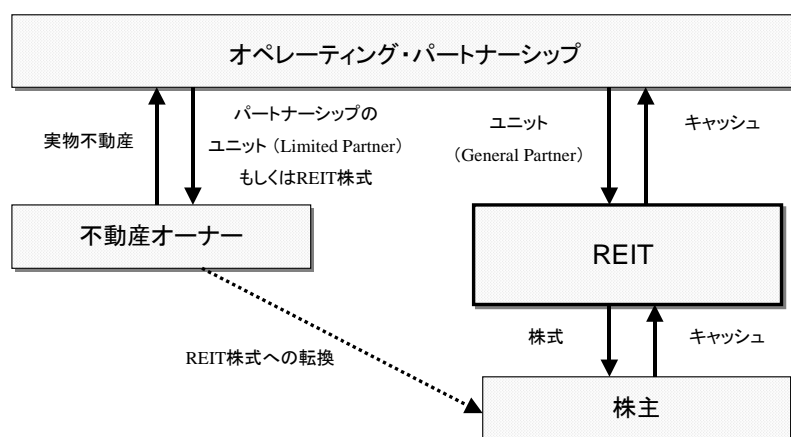 オペレーティング・パートナーシップ
実物不動産
パートナーシップの
ユニット（Limited Partner）
もしくはREIT株式
ユニット
（General Partner）
キャッシュ
不動産オーナー
REIT
株式
キャッシュ
REIT株式への転換
株主